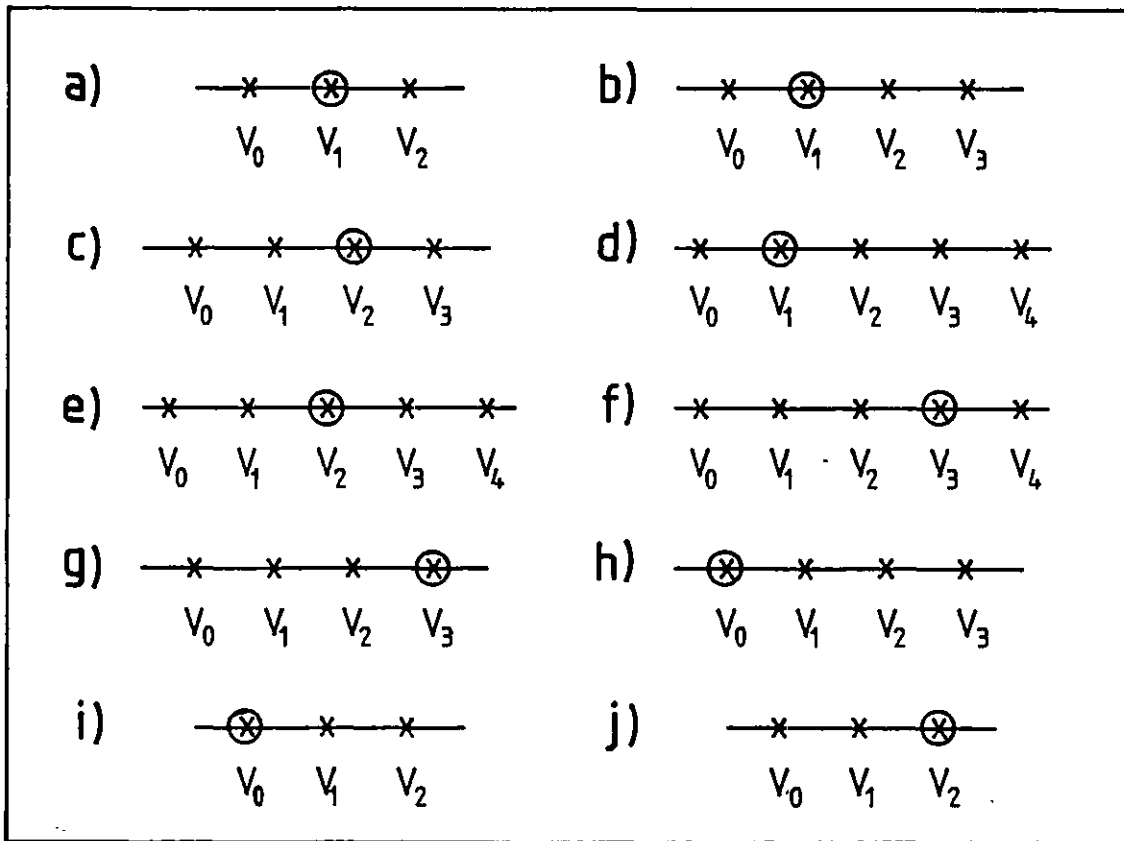 a) b)
V₀ V₁ V₂ V₀ V₁ V₂ V₃
c) d)
V₀ V₁ V₂ V₃ V₀ V₁ V₂ V₃ V₄
e) f)
V₀ V₁ V₂ V₃ V₄ V₀ V₁ V₂ V₃ V₄
g) h)
V₀ V₁ V₂ V₃ V₀ V₁ V₂ V₃
i) j)
V₀ V₁ V₂ V₀ V₁ V₂